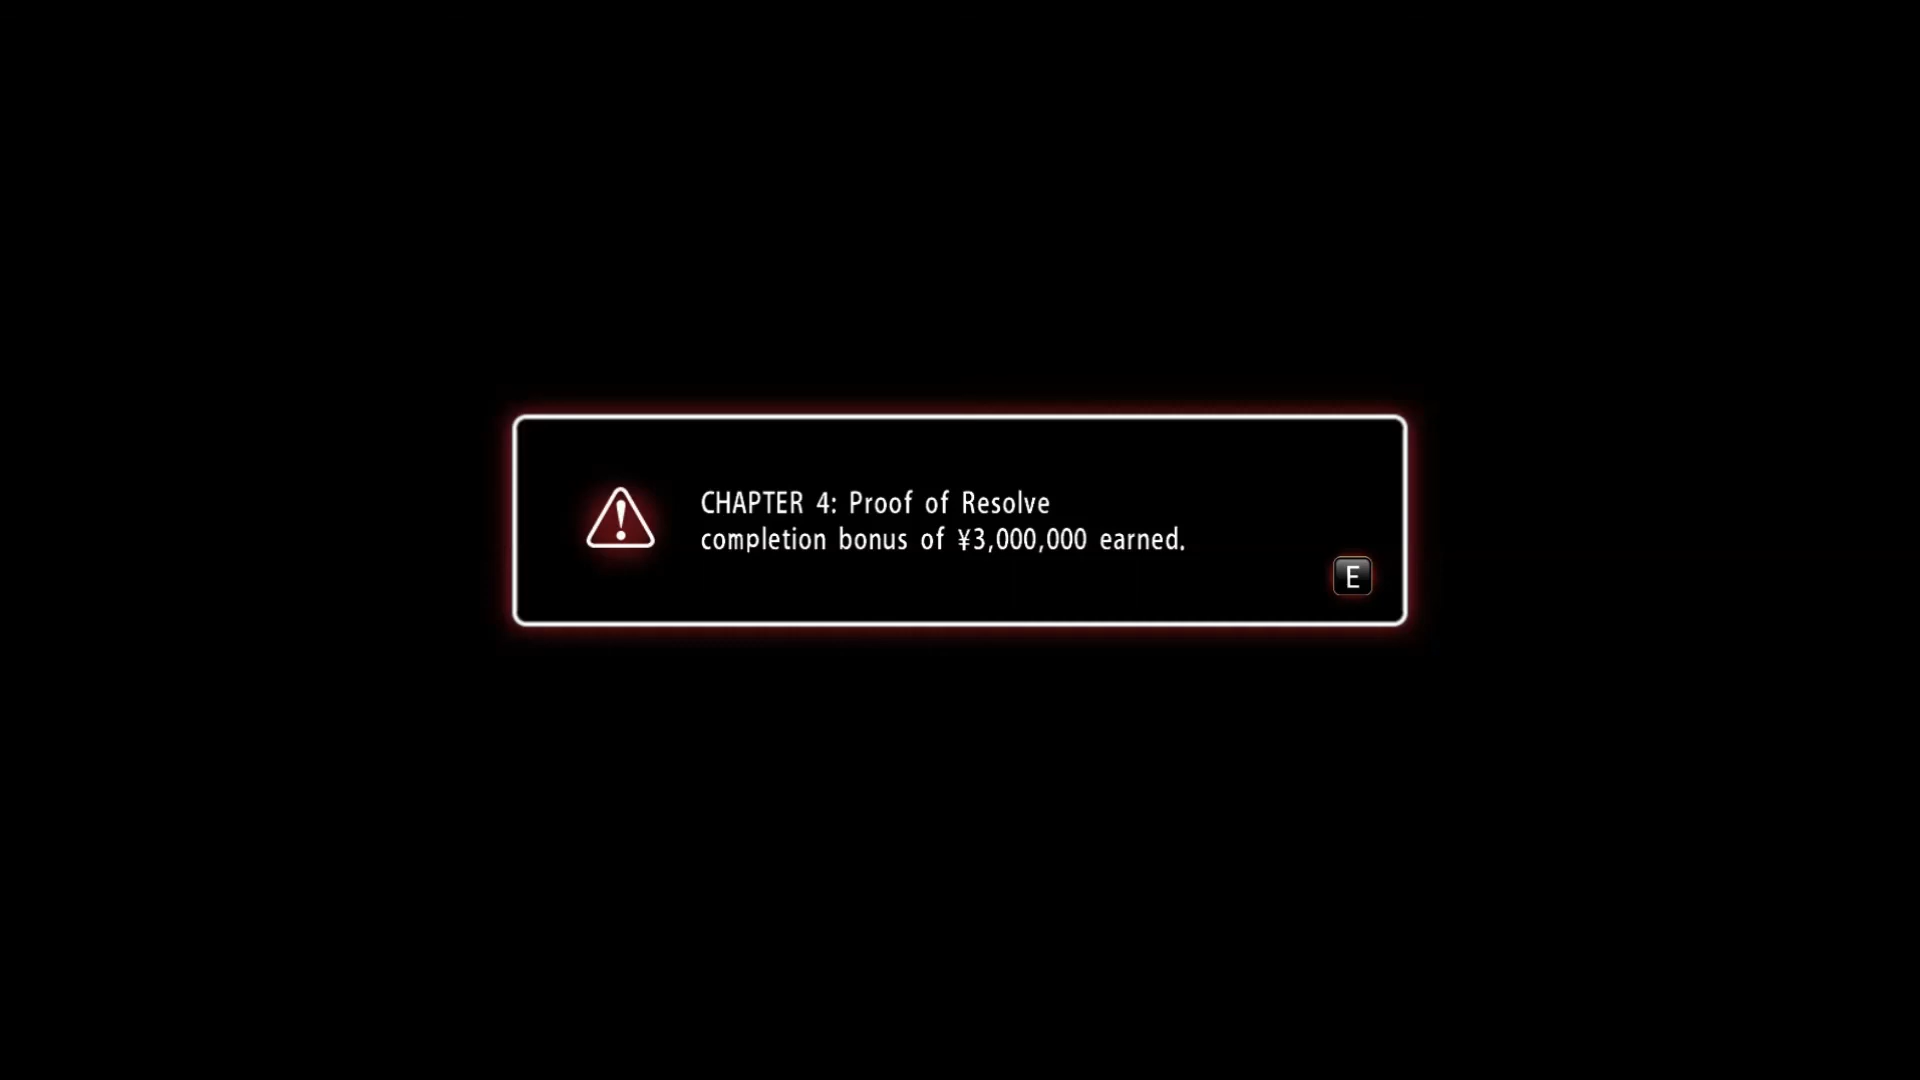 CHAPTER 4: Proof of Resolve
completion bonus of ¥3,000,000 earned.
E